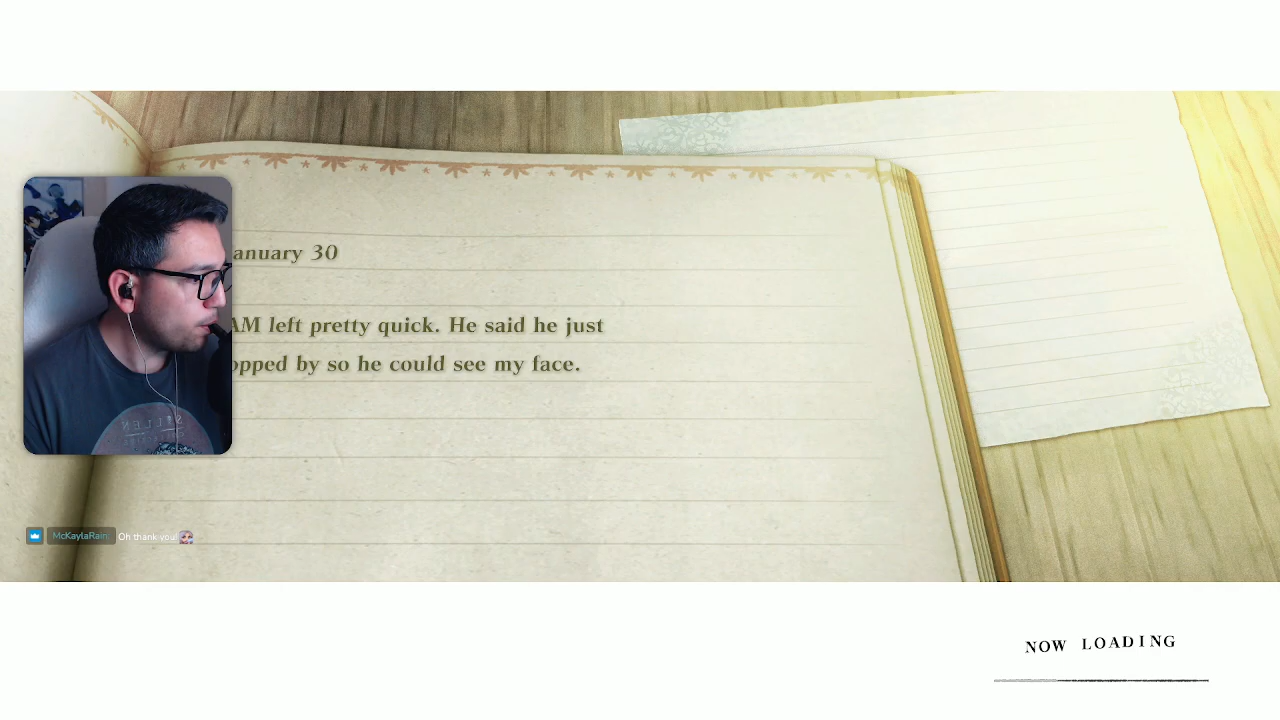 anuary 30
AM left pretty quick. He said he just
opped by so he could see my face.
McKaylaRain: Oh thank you!
NOW LOADING